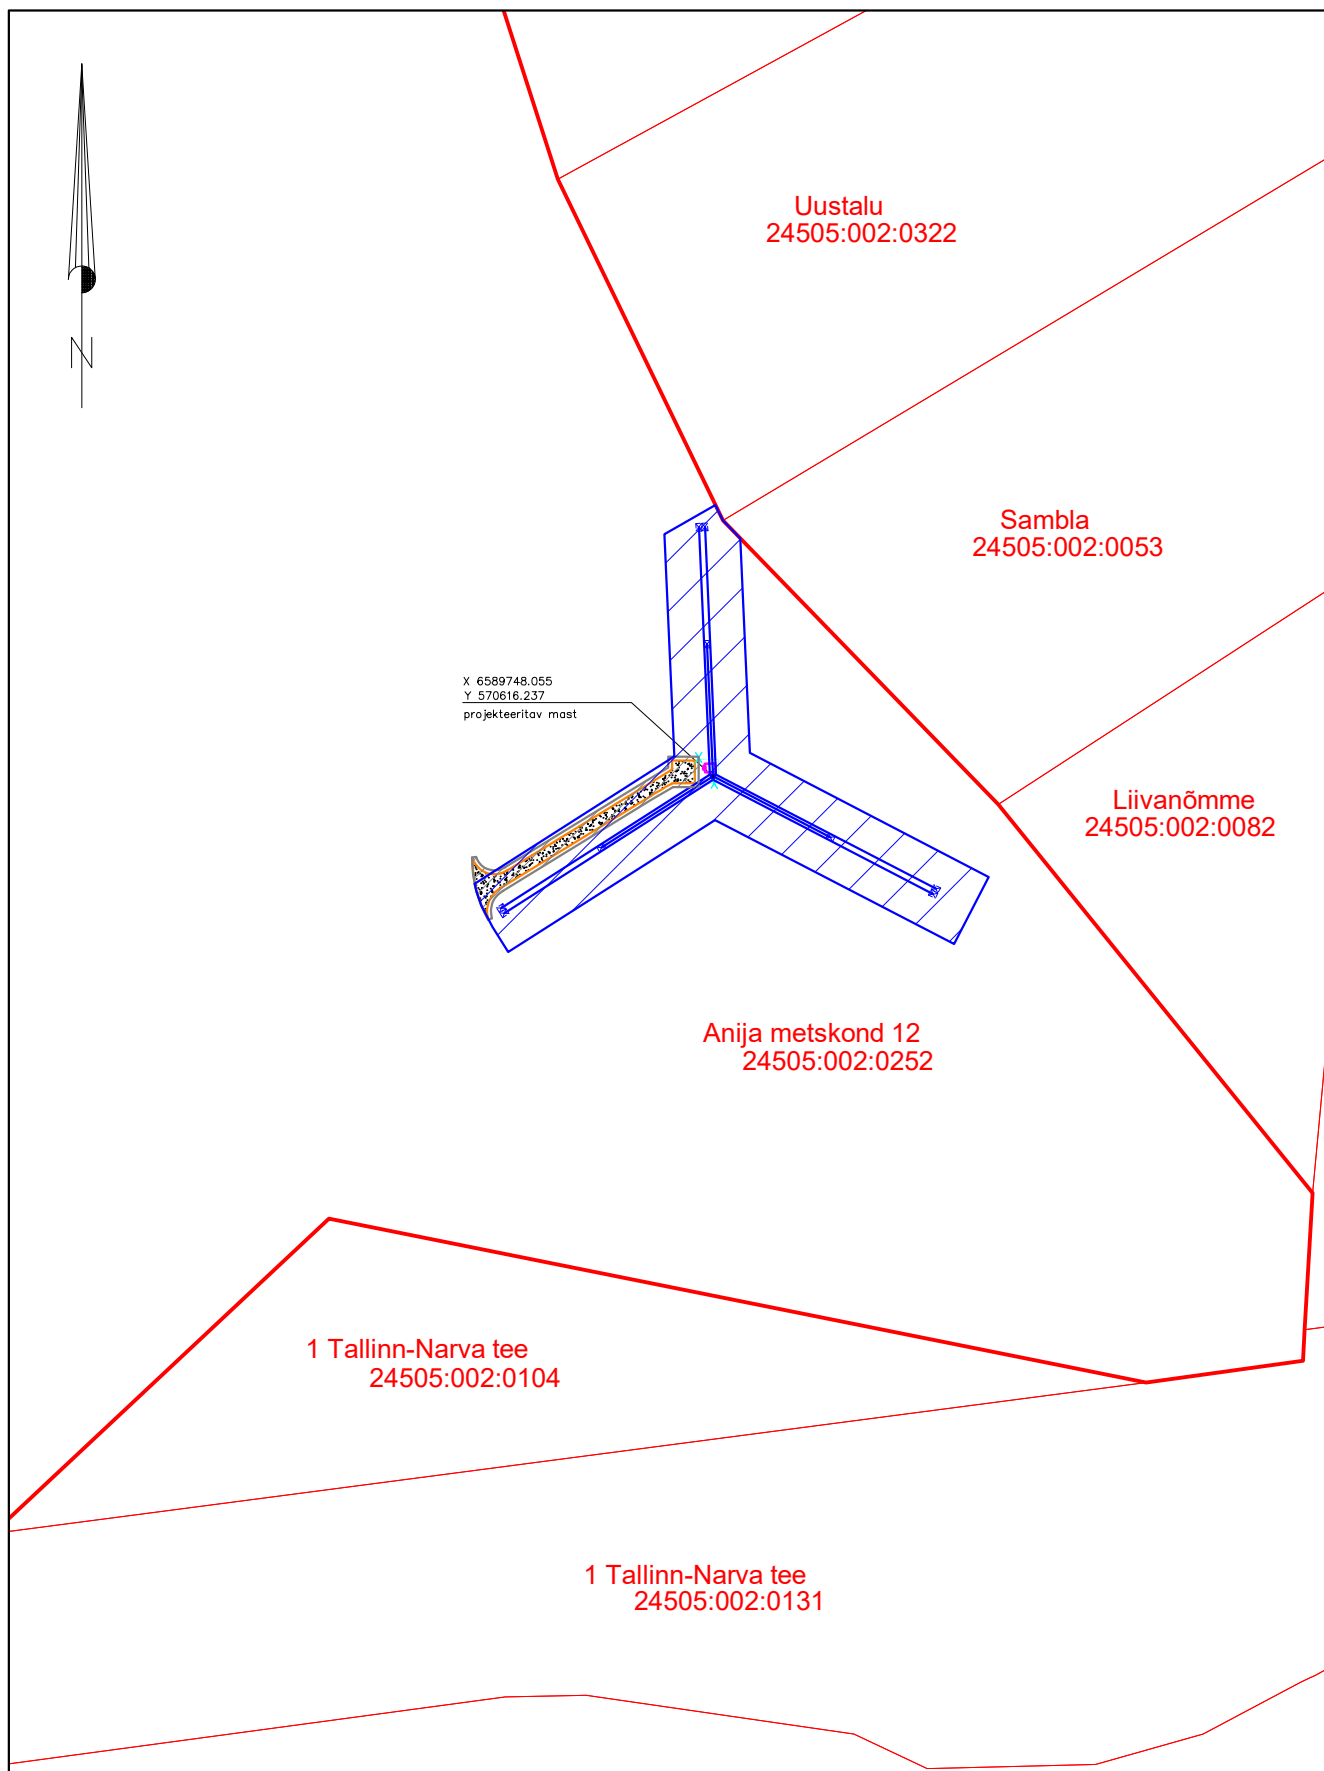 Uustalu
24505:002:0322
N
Sambla
24505:002:0053
X 6589748.055
Y 570616.237
projekteeritav mast
Liivanõmme
24505:002:0082
Anija metskond 12
24505:002:0252
1 Tallinn-Narva tee
24505:002:0104
1 Tallinn-Narva tee
24505:002:0131